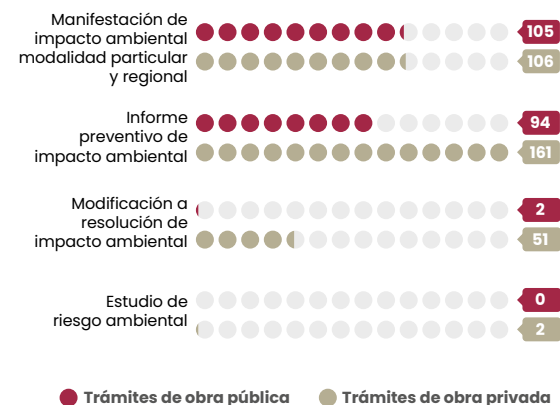 Manifestación de
impacto ambiental
modalidad particular
y regional
105
106
Informe
preventivo de
impacto ambiental
94
161
Modificación a
resolución de
impacto ambiental
2
51
Estudio de
riesgo ambiental
0
2
Trámites de obra pública
Trámites de obra privada